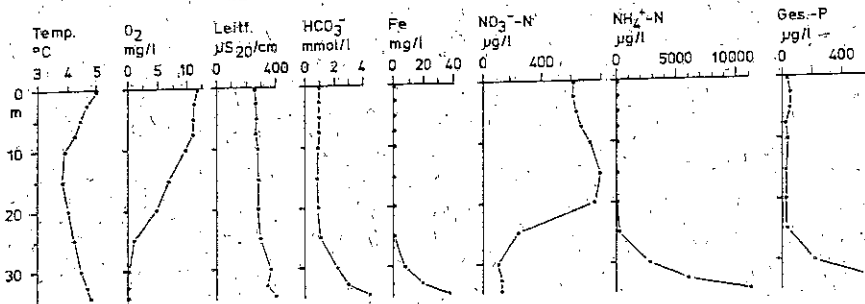 Temp. O₂ Leitf. HCO₃⁻ Fe NO₃⁻-N NH₄⁺-N Ges.-P
°C mg/l µS₂₀/cm mmol/l mg/l µg/l µg/l µg/l
3 4 5 0 5 10 0 400 0 2 4 0 20 40 0 400 0 5000 10000 0 400
0
m
10
20
30